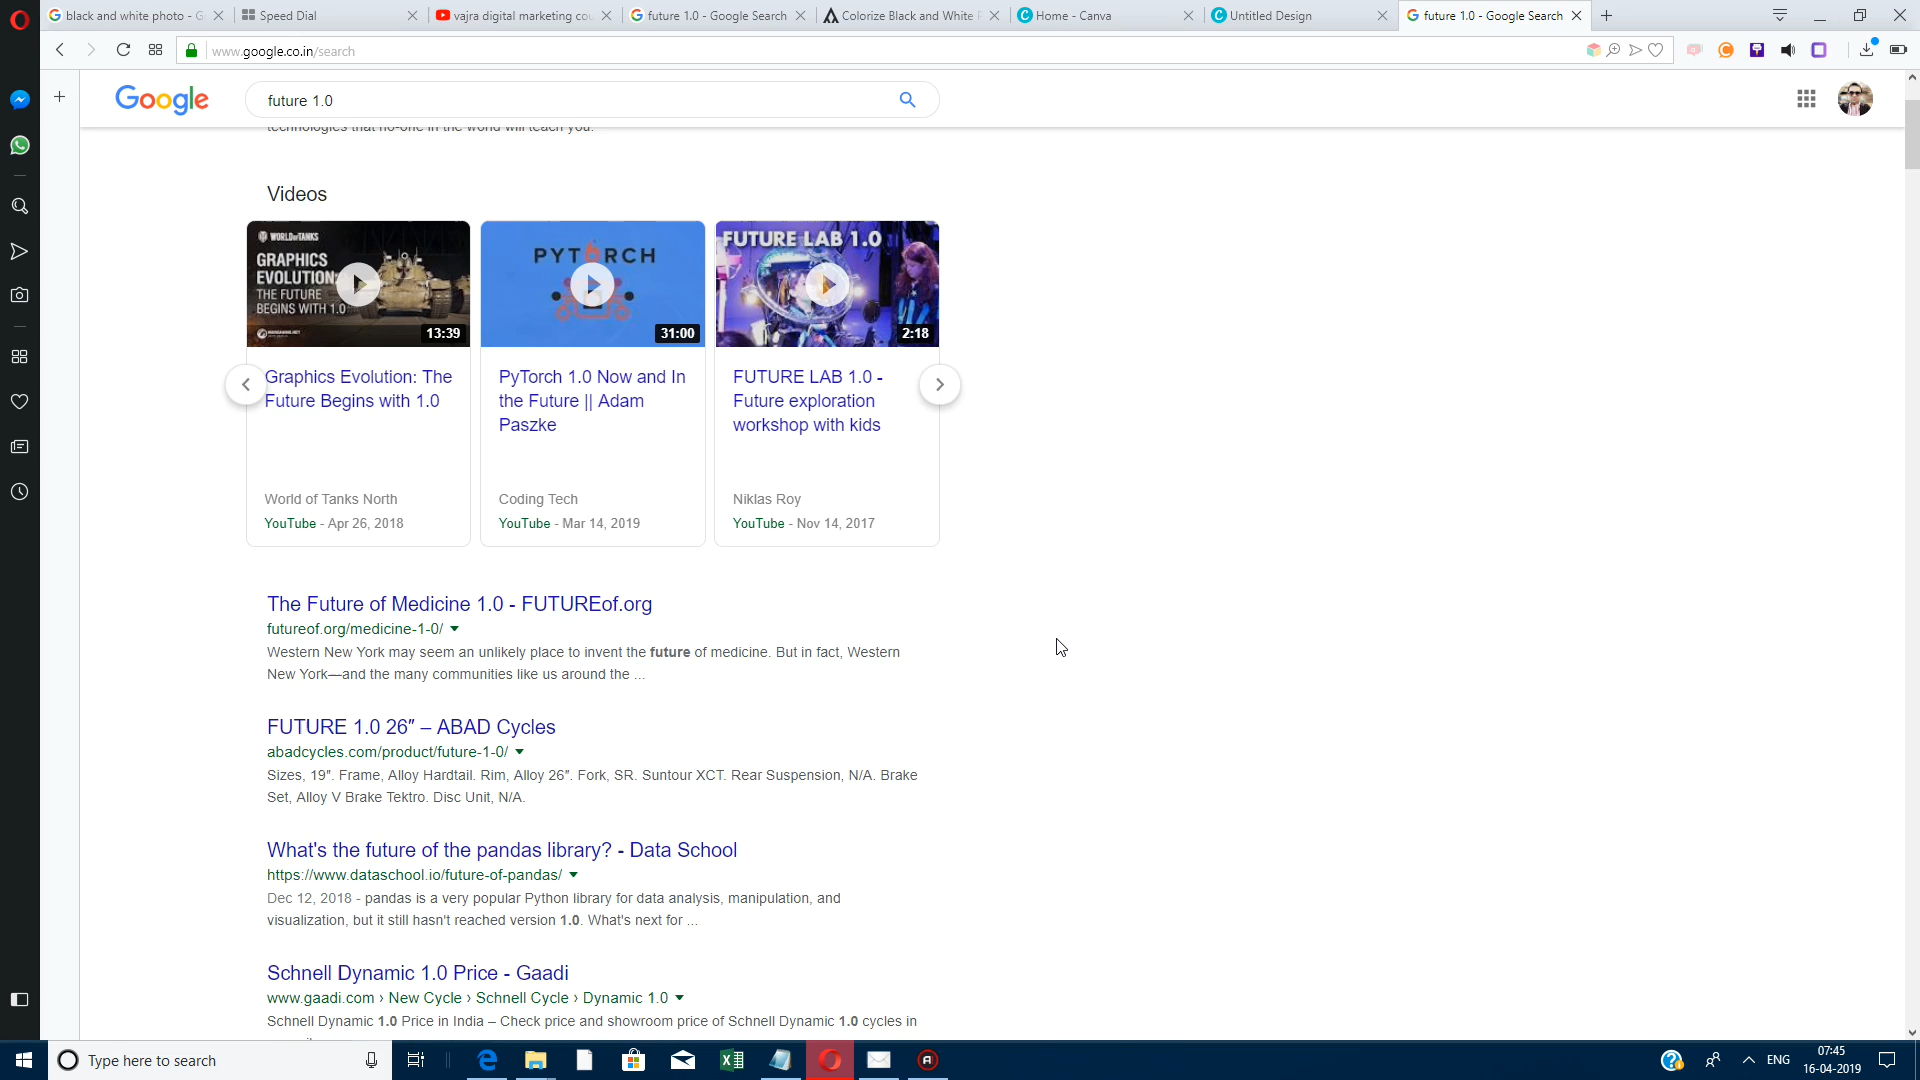 black and white photo - G
Speed Dial
vajra digital marketing cou
future 1.0 - Google Search
Colorize Black and White P
Home - Canva
Untitled Design
future 1.0 - Google Search
www.google.co.in/search
Google
future 1.0
technologies that no-one in the world will teach you.
Videos
WORLD OF TANKS
GRAPHICS
EVOLUTION:
THE FUTURE
BEGINS WITH 1.0
WARGAMING.NET
13:39
PYTORCH
31:00
FUTURE LAB 1.0
2:18
Graphics Evolution: The
Future Begins with 1.0
World of Tanks North
YouTube - Apr 26, 2018
PyTorch 1.0 Now and In
the Future || Adam
Paszke
Coding Tech
YouTube - Mar 14, 2019
FUTURE LAB 1.0 -
Future exploration
workshop with kids
Niklas Roy
YouTube - Nov 14, 2017
The Future of Medicine 1.0 - FUTUREof.org
futureof.org/medicine-1-0/
Western New York may seem an unlikely place to invent the future of medicine. But in fact, Western
New York—and the many communities like us around the ...
FUTURE 1.0 26″ – ABAD Cycles
abadcycles.com/product/future-1-0/
Sizes, 19″. Frame, Alloy Hardtail. Rim, Alloy 26″. Fork, SR. Suntour XCT. Rear Suspension, N/A. Brake
Set, Alloy V Brake Tektro. Disc Unit, N/A.
What's the future of the pandas library? - Data School
https://www.dataschool.io/future-of-pandas/
Dec 12, 2018 - pandas is a very popular Python library for data analysis, manipulation, and
visualization, but it still hasn't reached version 1.0. What's next for ...
Schnell Dynamic 1.0 Price - Gaadi
www.gaadi.com › New Cycle › Schnell Cycle › Dynamic 1.0
Schnell Dynamic 1.0 Price in India – Check price and showroom price of Schnell Dynamic 1.0 cycles in
Type here to search
ENG
07:45
16-04-2019